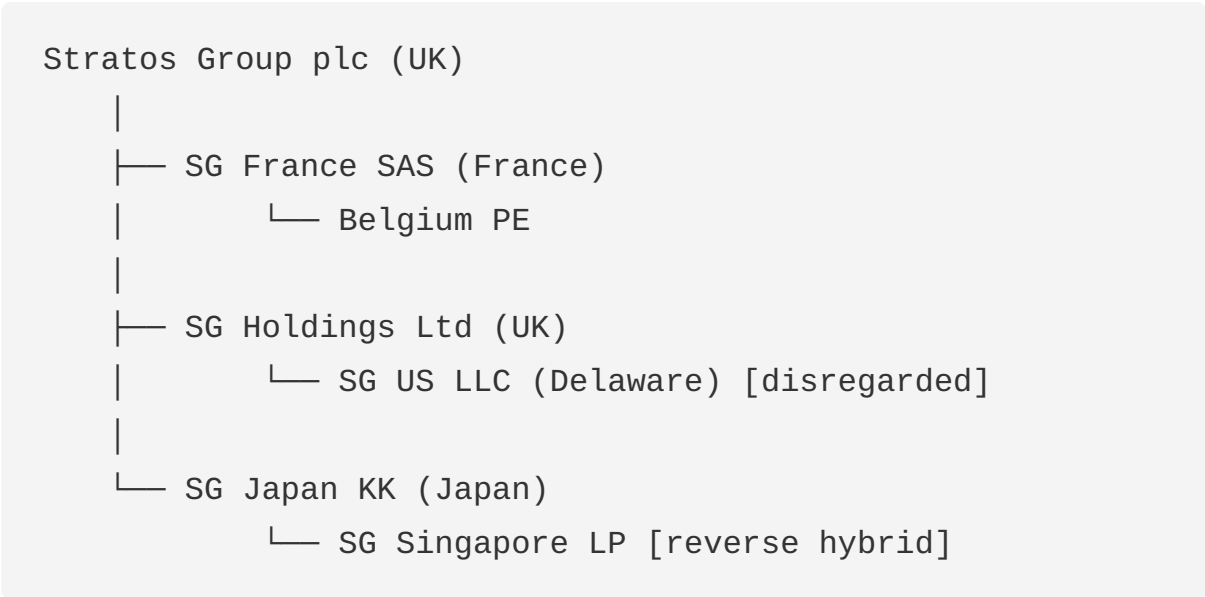 Stratos Group plc (UK)
│
├── SG France SAS (France)
│       └── Belgium PE
│
├── SG Holdings Ltd (UK)
│       └── SG US LLC (Delaware) [disregarded]
│
└── SG Japan KK (Japan)
        └── SG Singapore LP [reverse hybrid]